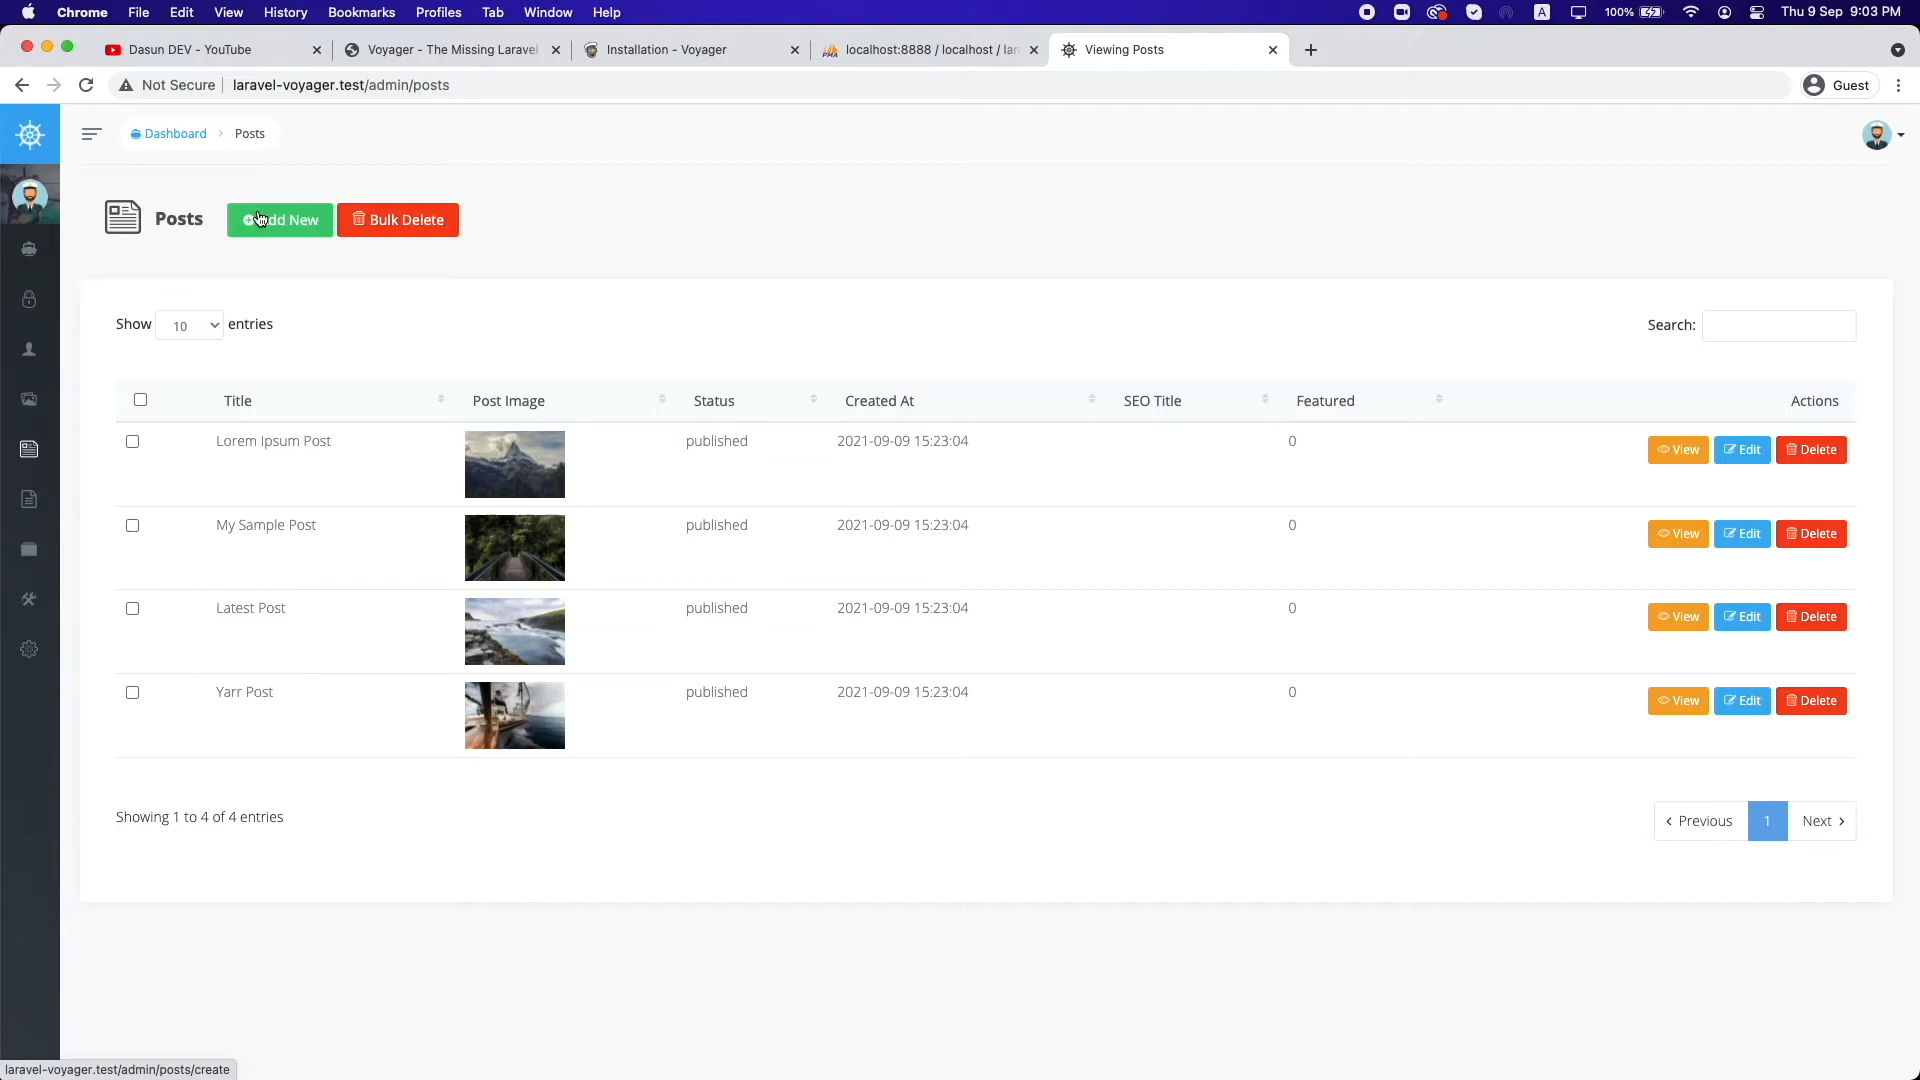 Chrome File Edit View History Bookmarks Profiles Tab Window Help A 100% Thu 9 Sep 9:03 PM
Dasun DEV - YouTube Voyager - The Missing Laravel Installation - Voyager localhost:8888 / localhost / lar Viewing Posts
Not Secure laravel-voyager.test/admin/posts Guest
Dashboard > Posts
Posts New Bulk Delete
Show 10 entries Search:
Title Post Image Status Created At SEO Title Featured Actions
Lorem Ipsum Post published 2021-09-09 15:23:04 0 View Edit Delete
My Sample Post published 2021-09-09 15:23:04 0 View Edit Delete
Latest Post published 2021-09-09 15:23:04 0 View Edit Delete
Yarr Post published 2021-09-09 15:23:04 0 View Edit Delete
Showing 1 to 4 of 4 entries ‹ Previous 1 Next ›
laravel-voyager.test/admin/posts/create